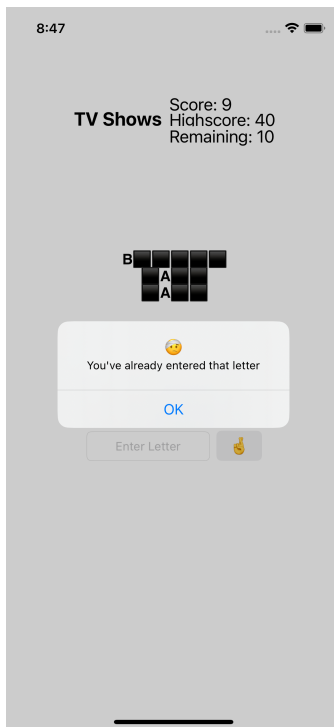 8:47
TV Shows
Score: 9
Highscore: 40
Remaining: 10
B
A
A
You've already entered that letter
OK
Enter Letter